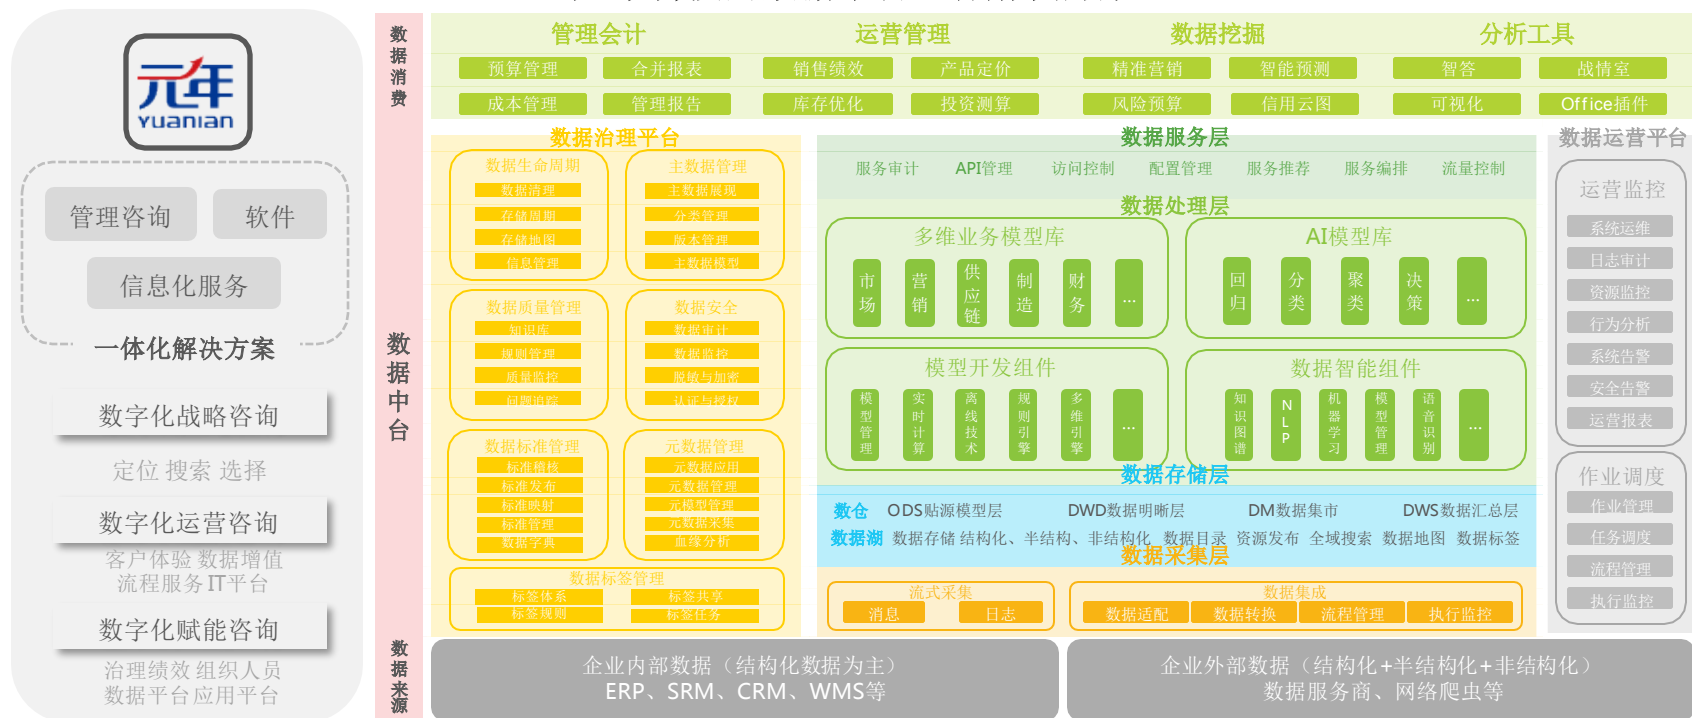 元年
YUaNian
管理咨询
软件
信息化服务
一体化解决方案
数字化战略咨询
定位 搜索 选择
数字化运营咨询
客户体验 数据增值
流程服务 IT平台
数字化赋能咨询
治理绩效 组织人员
数据平台 应用平台
数据消费
管理会计
运营管理
数据挖掘
分析工具
预算管理
合并报表
销售绩效
产品定价
精准营销
智能预测
智答
战情室
成本管理
管理报告
库存优化
投资测算
风险预算
信用云图
可视化
Office插件
数据中台
数据治理平台
数据生命周期
数据清理
存储周期
存储地图
信息管理
主数据管理
主数据展现
分类管理
版本管理
主数据模型
数据质量管理
知识库
规则管理
质量监控
问题追踪
数据安全
数据审计
数据监控
脱敏与加密
认证与授权
数据标准管理
标准稽核
标准发布
标准映射
标准管理
数据字典
元数据管理
元数据应用
元数据管理
元模型管理
元数据采集
血缘分析
数据标签管理
标签体系
标签共享
标签规则
标签任务
数据服务层
服务审计
API管理
访问控制
配置管理
服务推荐
服务编排
流量控制
数据处理层
多维业务模型库
市场
营销
供应链
制造
财务
...
AI模型库
回归
分类
聚类
决策
...
模型开发组件
模型管理
实时计算
离线技术
规则引擎
多维引擎
...
数据智能组件
知识图谱
NLP
机器学习
模型管理
语音识别
...
数据存储层
数仓
ODS贴源模型层
DWD数据明晰层
DM数据集市
DWS数据汇总层
数据湖
数据存储 结构化、半结构、非结构化
数据目录
资源发布
全域搜索
数据地图
数据标签
数据采集层
流式采集
消息
日志
数据集成
数据适配
数据转换
流程管理
执行监控
数据运营平台
运营监控
系统运维
日志审计
资源监控
行为分析
系统告警
安全告警
运营报表
作业调度
作业管理
任务调度
流程管理
执行监控
数据来源
企业内部数据（结构化数据为主）
ERP、SRM、CRM、WMS等
企业外部数据（结构化+半结构化+非结构化）
数据服务商、网络爬虫等